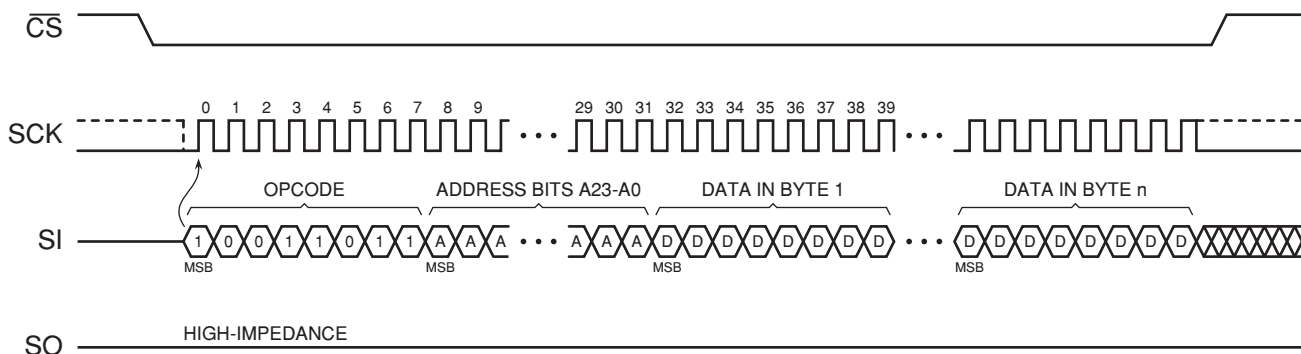 CS
0 1 2 3 4 5 6 7 8 9 29 30 31 32 33 34 35 36 37 38 39
SCK
OPCODE ADDRESS BITS A23-A0 DATA IN BYTE 1 DATA IN BYTE n
SI 1 0 0 1 1 0 1 1 A A A A A A D D D D D D D D D D D D D D D D
MSB MSB MSB MSB
HIGH-IMPEDANCE
SO